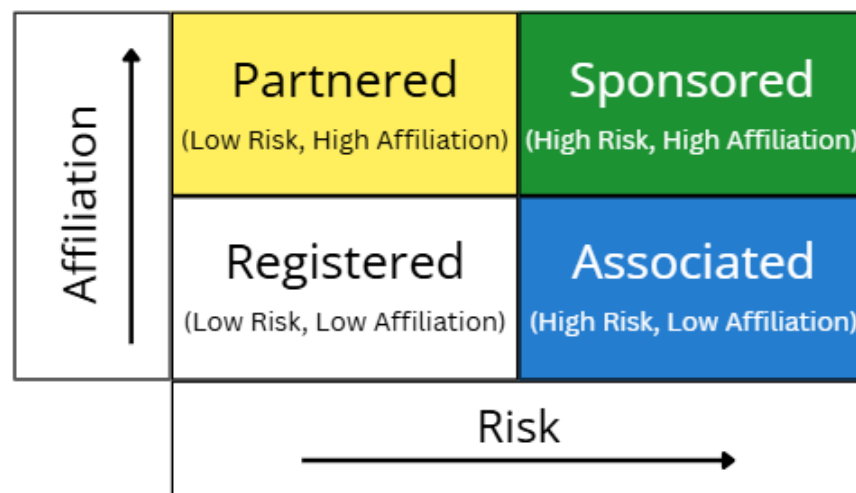 Affiliation
Partnered
(Low Risk, High Affiliation)
Sponsored
(High Risk, High Affiliation)
Registered
(Low Risk, Low Affiliation)
Associated
(High Risk, Low Affiliation)
Risk